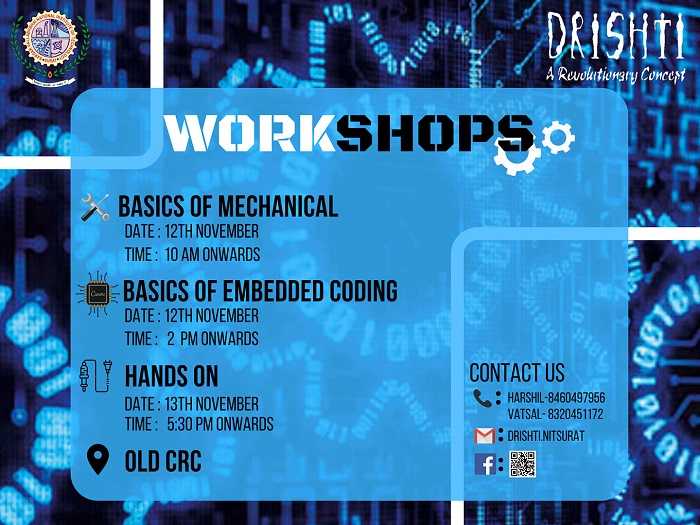 DRISHTI
A Revolutionary Concept
WORKSHOPS
BASICS OF MECHANICAL
DATE : 12TH NOVEMBER
TIME : 10 AM ONWARDS
BASICS OF EMBEDDED CODING
DATE : 12TH NOVEMBER
TIME : 2 PM ONWARDS
HANDS ON
DATE : 13TH NOVEMBER
TIME : 5:30 PM ONWARDS
OLD CRC
CONTACT US
: HARSHIL-8460497956
VATSAL- 8320451172
: DRISHTI.NITSURAT
: